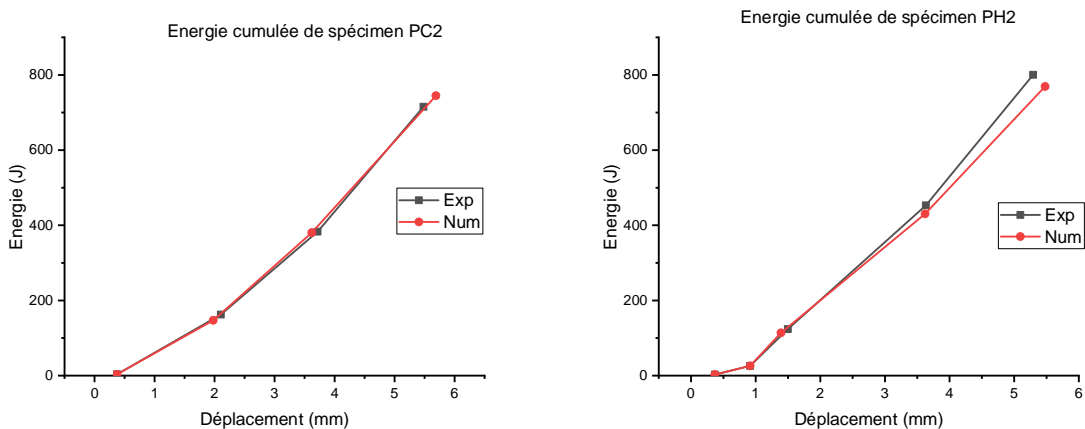 Energie cumulée de spécimen PC2
800
600
400
200
0
Energie (J)
0 1 2 3 4 5 6
Déplacement (mm)
Exp
Num
Energie cumulée de spécimen PH2
800
600
400
200
0
Energie (J)
0 1 2 3 4 5 6
Déplacement (mm)
Exp
Num